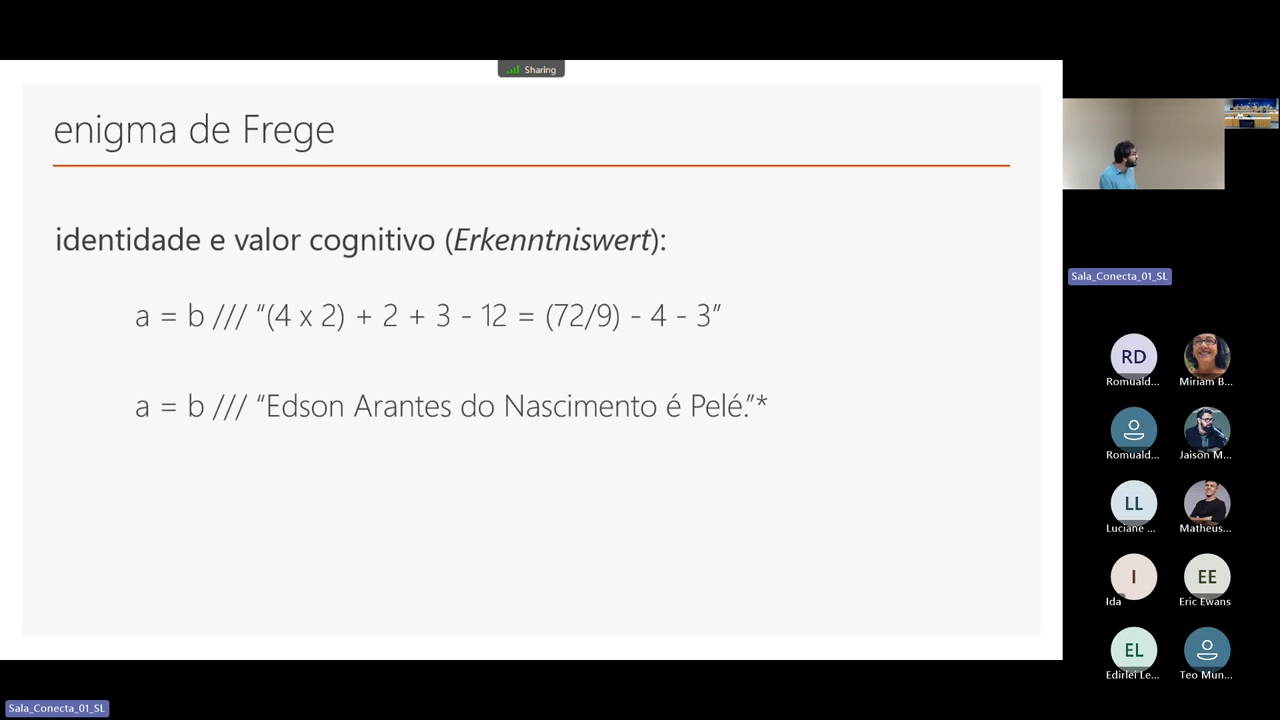 Sharing
enigma de Frege
identidade e valor cognitivo (Erkenntniswert):
a = b /// “(4 x 2) + 2 + 3 - 12 = (72/9) - 4 - 3”
a = b /// “Edson Arantes do Nascimento é Pelé.”*
Sala_Conecta_01_SL
RD
Romuald...
Miriam B...
Romuald...
Jaison M...
LL
Luciane ...
Matheus...
I
Ida
EE
Eric Ewans
EL
Edirlei Le...
Teo Mun...
Sala_Conecta_01_SL